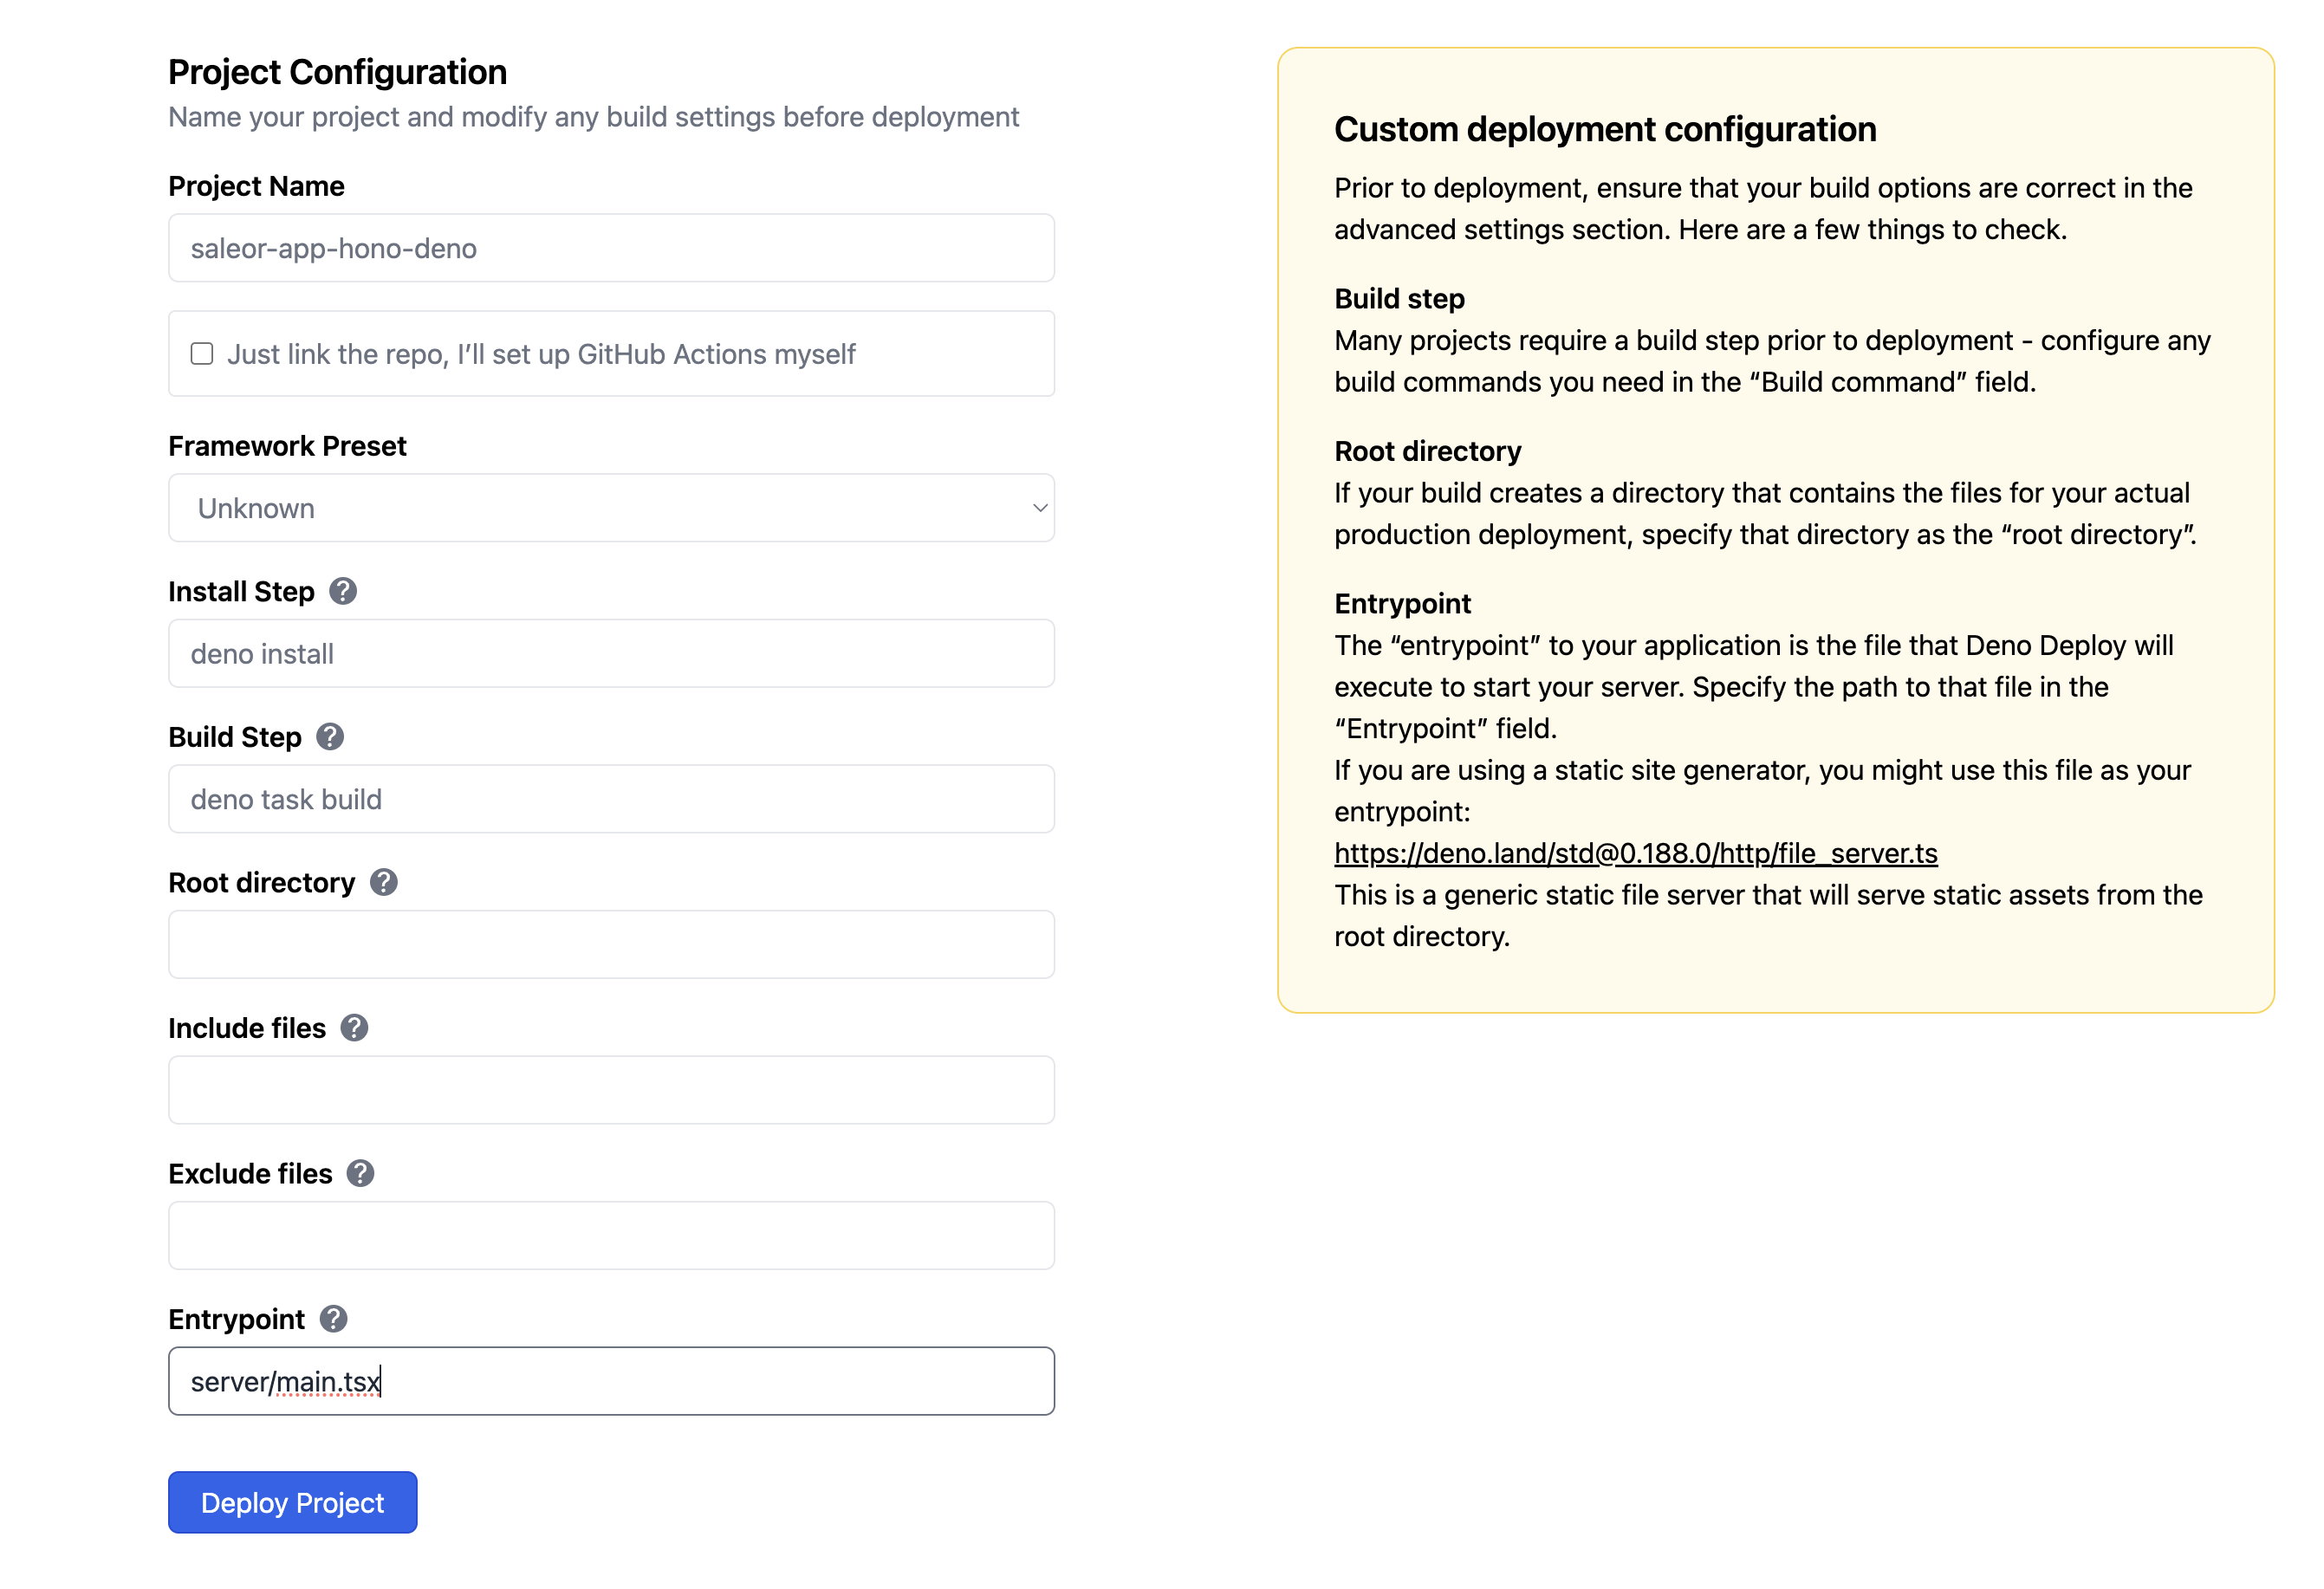 Project Configuration
Name your project and modify any build settings before deployment
Project Name
saleor-app-hono-deno
Just link the repo, I’ll set up GitHub Actions myself
Framework Preset
Unknown
Install Step ?
deno install
Build Step ?
deno task build
Root directory ?
Include files ?
Exclude files ?
Entrypoint ?
server/main.tsx
Deploy Project
Custom deployment configuration
Prior to deployment, ensure that your build options are correct in the
advanced settings section. Here are a few things to check.
Build step
Many projects require a build step prior to deployment - configure any
build commands you need in the “Build command” field.
Root directory
If your build creates a directory that contains the files for your actual
production deployment, specify that directory as the “root directory”.
Entrypoint
The “entrypoint” to your application is the file that Deno Deploy will
execute to start your server. Specify the path to that file in the
“Entrypoint” field.
If you are using a static site generator, you might use this file as your
entrypoint:
https://deno.land/std@0.188.0/http/file_server.ts
This is a generic static file server that will serve static assets from the
root directory.